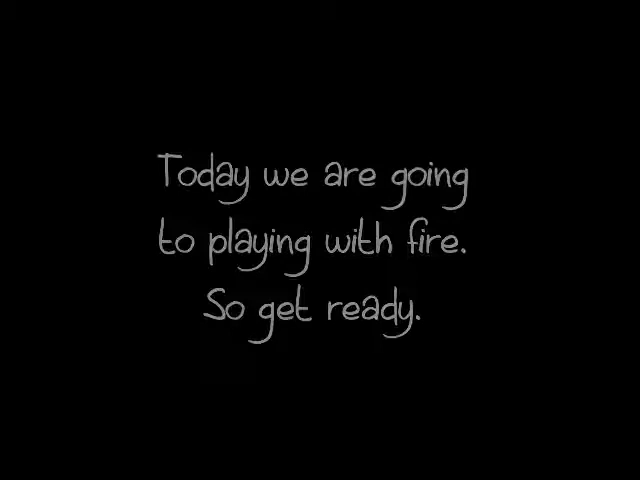 Today we are going
to playing with fire.
So get ready.